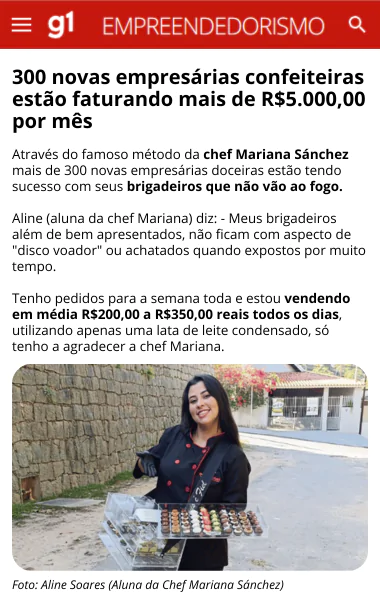 g1 EMPREENDEDORISMO
300 novas empresárias confeiteiras
estão faturando mais de R$5.000,00
por mês
Através do famoso método da chef Mariana Sánchez
mais de 300 novas empresárias doceiras estão tendo
sucesso com seus brigadeiros que não vão ao fogo.
Aline (aluna da chef Mariana) diz: - Meus brigadeiros
além de bem apresentados, não ficam com aspecto de
"disco voador" ou achatados quando expostos por muito
tempo.
Tenho pedidos para a semana toda e estou vendendo
em média R$200,00 a R$350,00 reais todos os dias,
utilizando apenas uma lata de leite condensado, só
tenho a agradecer a chef Mariana.
Foto: Aline Soares (Aluna da Chef Mariana Sánchez)